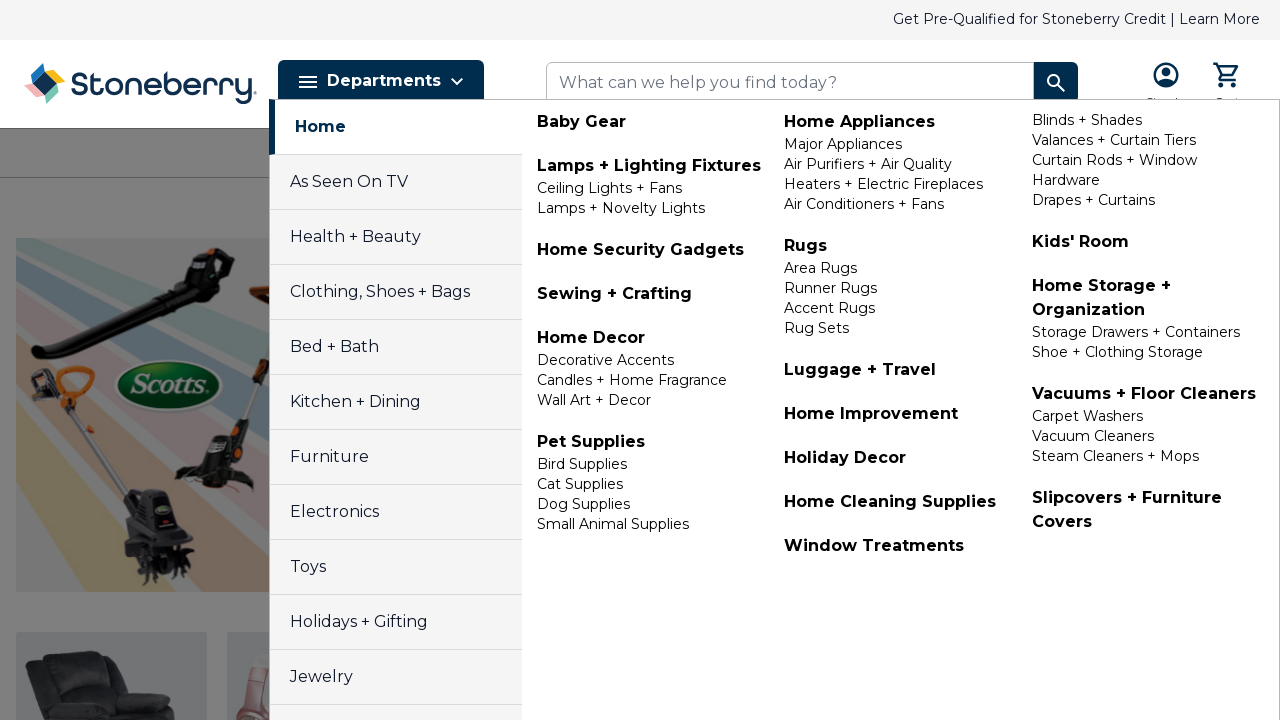 Get Pre-Qualified for Stoneberry Credit | Learn More
Stoneberry
Departments
What can we help you find today?
Home
As Seen On TV
Health + Beauty
Clothing, Shoes + Bags
Bed + Bath
Kitchen + Dining
Furniture
Electronics
Toys
Holidays + Gifting
Jewelry
Baby Gear
Lamps + Lighting Fixtures
Ceiling Lights + Fans
Lamps + Novelty Lights
Home Security Gadgets
Sewing + Crafting
Home Decor
Decorative Accents
Candles + Home Fragrance
Wall Art + Decor
Pet Supplies
Bird Supplies
Cat Supplies
Dog Supplies
Small Animal Supplies
Home Appliances
Major Appliances
Air Purifiers + Air Quality
Heaters + Electric Fireplaces
Air Conditioners + Fans
Rugs
Area Rugs
Runner Rugs
Accent Rugs
Rug Sets
Luggage + Travel
Home Improvement
Holiday Decor
Home Cleaning Supplies
Window Treatments
Blinds + Shades
Valances + Curtain Tiers
Curtain Rods + Window
Hardware
Drapes + Curtains
Kids' Room
Home Storage +
Organization
Storage Drawers + Containers
Shoe + Clothing Storage
Vacuums + Floor Cleaners
Carpet Washers
Vacuum Cleaners
Steam Cleaners + Mops
Slipcovers + Furniture
Covers
Scotts